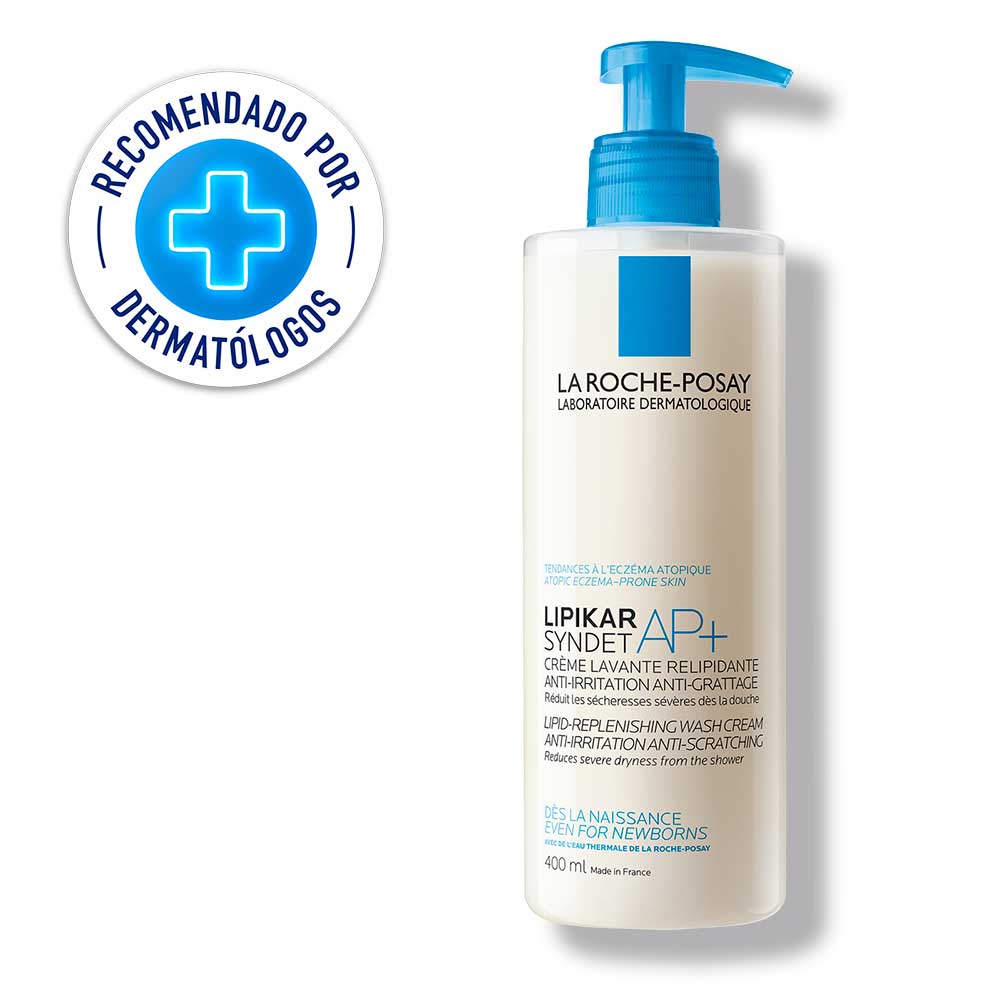 RECOMENDADO POR
DERMATÓLOGOS
LA ROCHE-POSAY
LABORATOIRE DERMATOLOGIQUE
TENDANCES À L'ECZÉMA ATOPIQUE
ATOPIC ECZEMA-PRONE SKIN
LIPIKAR
SYNDET AP+
CRÈME LAVANTE RELIPIDANTE
ANTI-IRRITATION ANTI-GRATTAGE
Réduit les sécheresses sévères dès la douche
LIPID-REPLENISHING WASH CREAM
ANTI-IRRITATION ANTI-SCRATCHING
Reduces severe dryness from the shower
DÈS LA NAISSANCE
EVEN FOR NEWBORNS
AVEC DE L'EAU THERMALE DE LA ROCHE-POSAY
400 ml Made in France